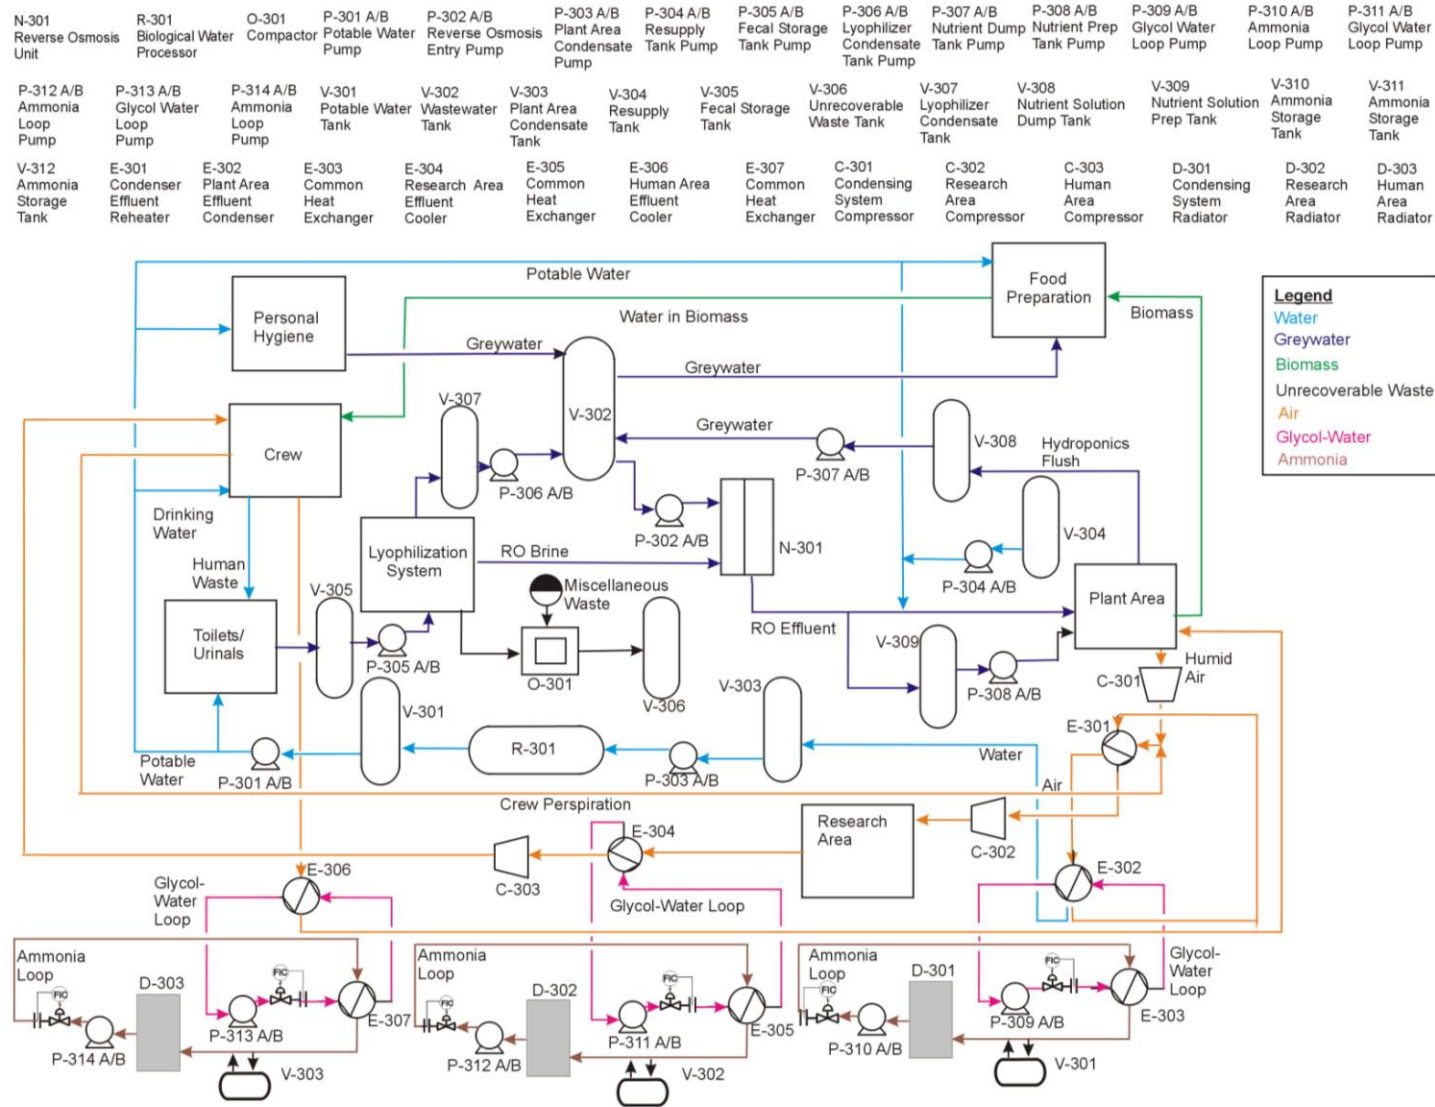 N-301
Reverse Osmosis
Unit
R-301
Biological Water
Processor
O-301
Compactor
P-301 A/B
Potable Water
Pump
P-302 A/B
Reverse Osmosis
Entry Pump
P-303 A/B
Plant Area
Condensate
Pump
P-304 A/B
Resupply
Tank Pump
P-305 A/B
Fecal Storage
Tank Pump
P-306 A/B
Lyophilizer
Condensate
Tank Pump
P-307 A/B
Nutrient Dump
Tank Pump
P-308 A/B
Nutrient Prep
Tank Pump
P-309 A/B
Glycol Water
Loop Pump
P-310 A/B
Ammonia
Loop Pump
P-311 A/B
Glycol Water
Loop Pump
P-312 A/B
Ammonia
Loop
Pump
P-313 A/B
Glycol Water
Loop
Pump
P-314 A/B
Ammonia
Loop
Pump
V-301
Potable Water
Tank
V-302
Wastewater
Tank
V-303
Plant Area
Condensate
Tank
V-304
Resupply
Tank
V-305
Fecal Storage
Tank
V-306
Unrecoverable
Waste Tank
V-307
Lyophilizer
Condensate
Tank
V-308
Nutrient Solution
Dump Tank
V-309
Nutrient Solution
Prep Tank
V-310
Ammonia
Storage
Tank
V-311
Ammonia
Storage
Tank
V-312
Ammonia
Storage
Tank
E-301
Condenser
Effluent
Reheater
E-302
Plant Area
Effluent
Condenser
E-303
Common
Heat
Exchanger
E-304
Research Area
Effluent
Cooler
E-305
Common
Heat
Exchanger
E-306
Human Area
Effluent
Cooler
E-307
Common
Heat
Exchanger
C-301
Condensing
System
Compressor
C-302
Research
Area
Compressor
C-303
Human
Area
Compressor
D-301
Condensing
System
Radiator
D-302
Research
Area
Radiator
D-303
Human
Area
Radiator
Potable Water
Food
Preparation
Personal
Hygiene
Water in Biomass
Biomass
Legend
Water
Greywater
Biomass
Unrecoverable Waste
Air
Glycol-Water
Ammonia
Greywater
Greywater
V-307
V-302
Greywater
V-308
Hydroponics
Flush
Crew
P-306 A/B
P-307 A/B
Drinking
Water
P-302 A/B
N-301
V-304
Human
Waste
Lyophilization
System
RO Brine
P-304 A/B
V-305
Miscellaneous
Waste
Plant Area
Toilets/
Urinals
P-305 A/B
RO Effluent
V-309
O-301
V-306
P-308 A/B
Humid
Air
C-301
V-301
V-303
E-301
R-301
Water
Potable
Water
P-301 A/B
P-303 A/B
Air
Crew Perspiration
Research
Area
E-304
C-302
E-306
C-303
E-302
Glycol-
Water
Loop
Glycol-Water Loop
Ammonia
Loop
D-303
FIC
FIC
P-313 A/B
E-307
P-314 A/B
V-303
Ammonia
Loop
D-302
FIC
FIC
P-311 A/B
E-305
P-312 A/B
V-302
Ammonia
Loop
D-301
FIC
FIC
Glycol-
Water
Loop
P-309 A/B
E-303
P-310 A/B
V-301